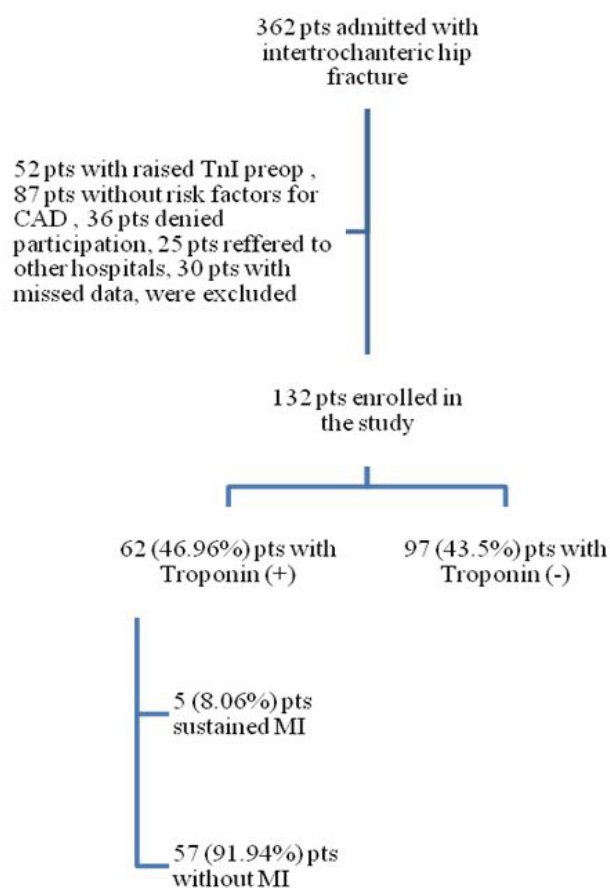 362 pts admitted with
intertrochanteric hip
fracture
52 pts with raised TnI preop ,
87 pts without risk factors for
CAD , 36 pts denied
participation, 25 pts reffered to
other hospitals, 30 pts with
missed data, were excluded
132 pts enrolled in
the study
62 (46.96%) pts with
Troponin (+)
97 (43.5%) pts with
Troponin (-)
5 (8.06%) pts
sustained MI
57 (91.94%) pts
without MI